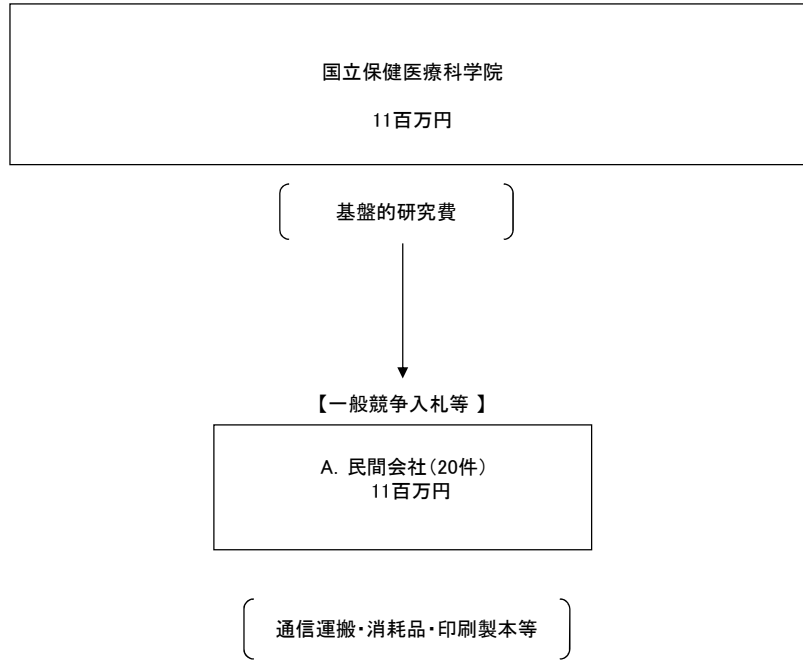 国立保健医療科学院
11百万円
基盤的研究費
【一般競争入札等 】
A. 民間会社(20件)
11百万円
通信運搬・消耗品・印刷製本等